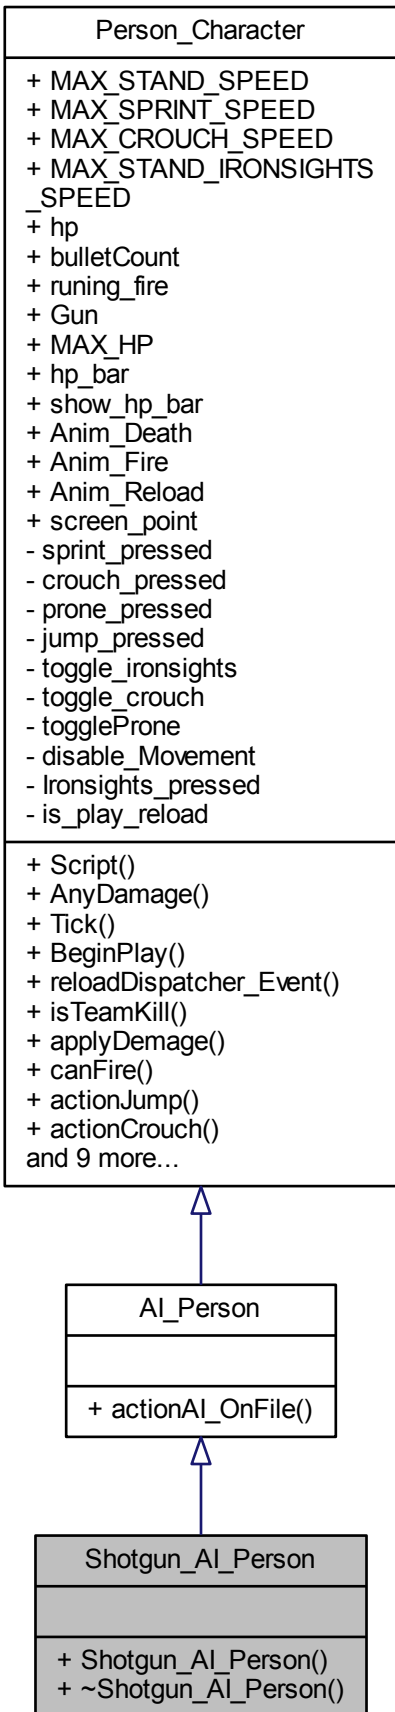 Person_Character
+ MAX_STAND_SPEED
+ MAX_SPRINT_SPEED
+ MAX_CROUCH_SPEED
+ MAX_STAND_IRONSIGHTS
_SPEED
+ hp
+ bulletCount
+ runing_fire
+ Gun
+ MAX_HP
+ hp_bar
+ show_hp_bar
+ Anim_Death
+ Anim_Fire
+ Anim_Reload
+ screen_point
- sprint_pressed
- crouch_pressed
- prone_pressed
- jump_pressed
- toggle_ironsights
- toggle_crouch
- toggleProne
- disable_Movement
- Ironsights_pressed
- is_play_reload
+ Script()
+ AnyDamage()
+ Tick()
+ BeginPlay()
+ reloadDispatcher_Event()
+ isTeamKill()
+ applyDemage()
+ canFire()
+ actionJump()
+ actionCrouch()
and 9 more...
AI_Person
+ actionAI_OnFile()
Shotgun_AI_Person
+ Shotgun_AI_Person()
+ ~Shotgun_AI_Person()